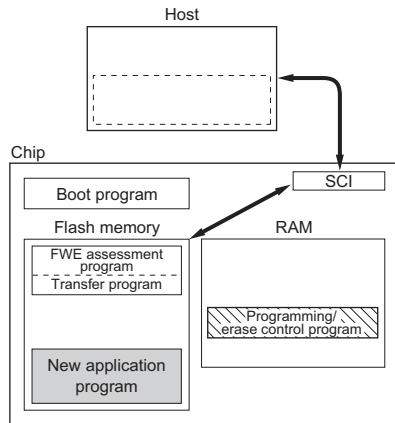 Host
Chip
SCI
Boot program
Flash memory
RAM
FWE assessment
program
Transfer program
Programming/
erase control program
New application
program